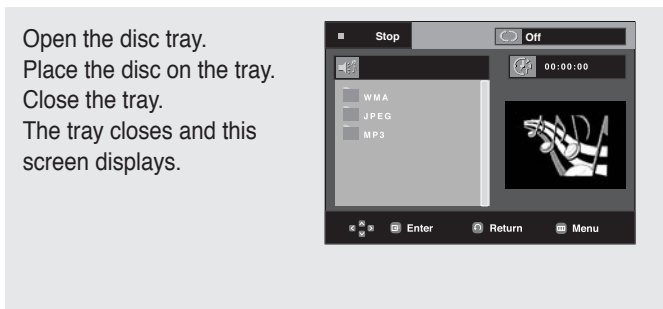 Open the disc tray.
Place the disc on the tray.
Close the tray.
The tray closes and this
screen displays.
Stop
Off
00:00:00
WMA
JPEG
MP3
Enter Return Menu